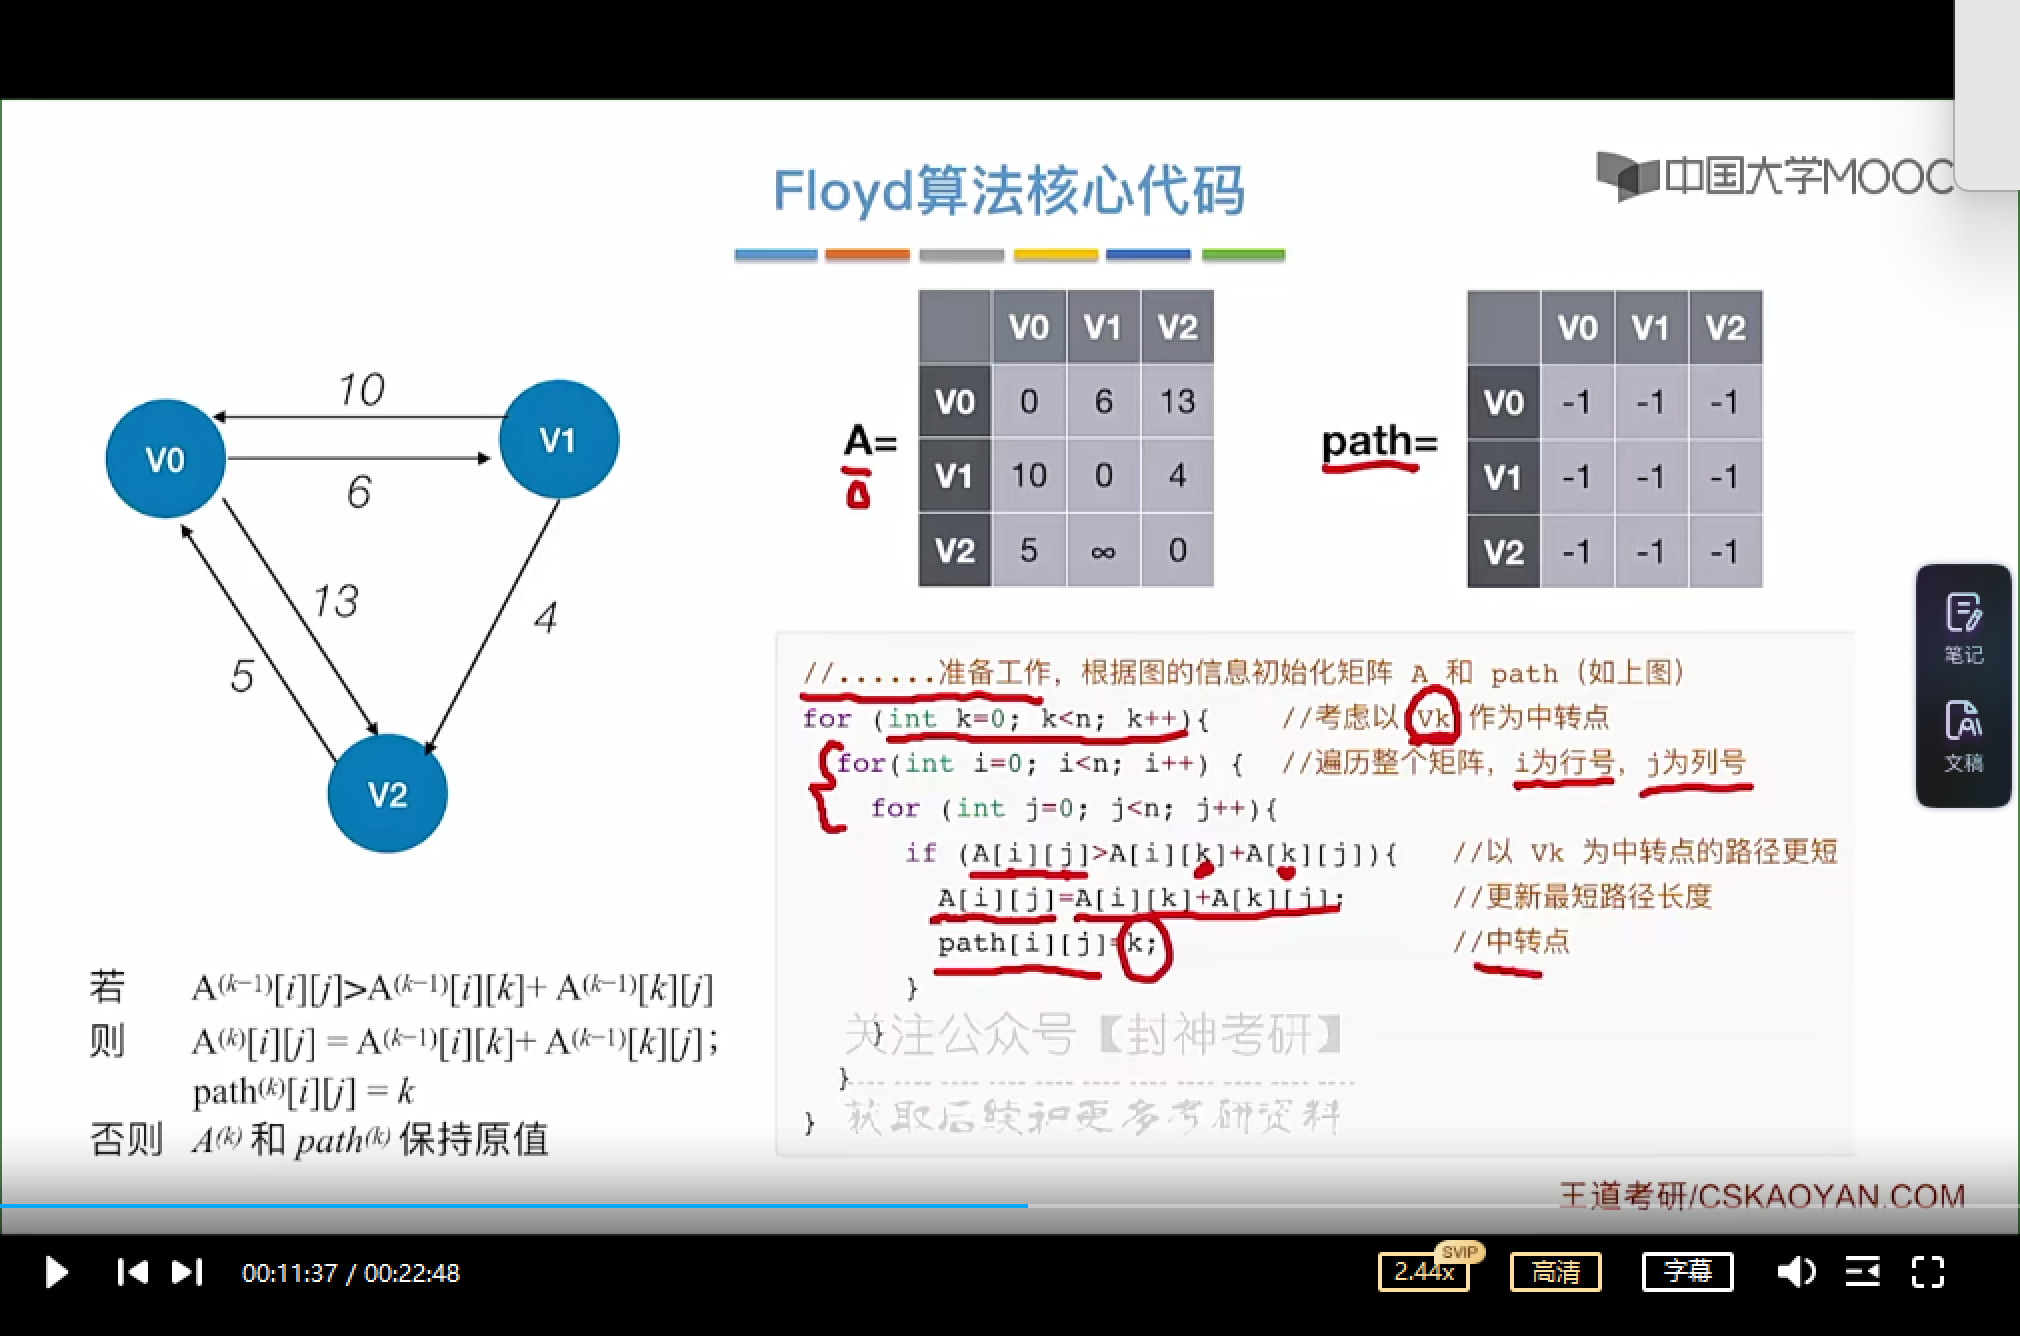 Floyd算法核心代码
中国大学MOOC
10
V0
V1
6
13
5
4
V2
A=
V0 V1 V2
V0 0 6 13
V1 10 0 4
V2 5 ∞ 0
path=
V0 V1 V2
V0 -1 -1 -1
V1 -1 -1 -1
V2 -1 -1 -1
//......准备工作，根据图的信息初始化矩阵 A 和 path（如上图）
for (int k=0; k<n; k++){ //考虑以 Vk 作为中转点
for(int i=0; i<n; i++) { //遍历整个矩阵，i为行号，j为列号
for (int j=0; j<n; j++){
if (A[i][j]>A[i][k]+A[k][j]){ //以 Vk 为中转点的路径更短
A[i][j]=A[i][k]+A[k][j]; //更新最短路径长度
path[i][j]=k; //中转点
}
}
}
}
关注公众号【封神考研】
获取后续和更多考研资料
若 A(k−1)[i][j]>A(k−1)[i][k]+ A(k−1)[k][j]
则 A(k)[i][j] = A(k−1)[i][k]+ A(k−1)[k][j];
path(k)[i][j] = k
否则 A(k) 和 path(k) 保持原值
笔记
文稿
王道考研/CSKAOYAN.COM
00:11:37 / 00:22:48
SVIP
2.44x
高清
字幕